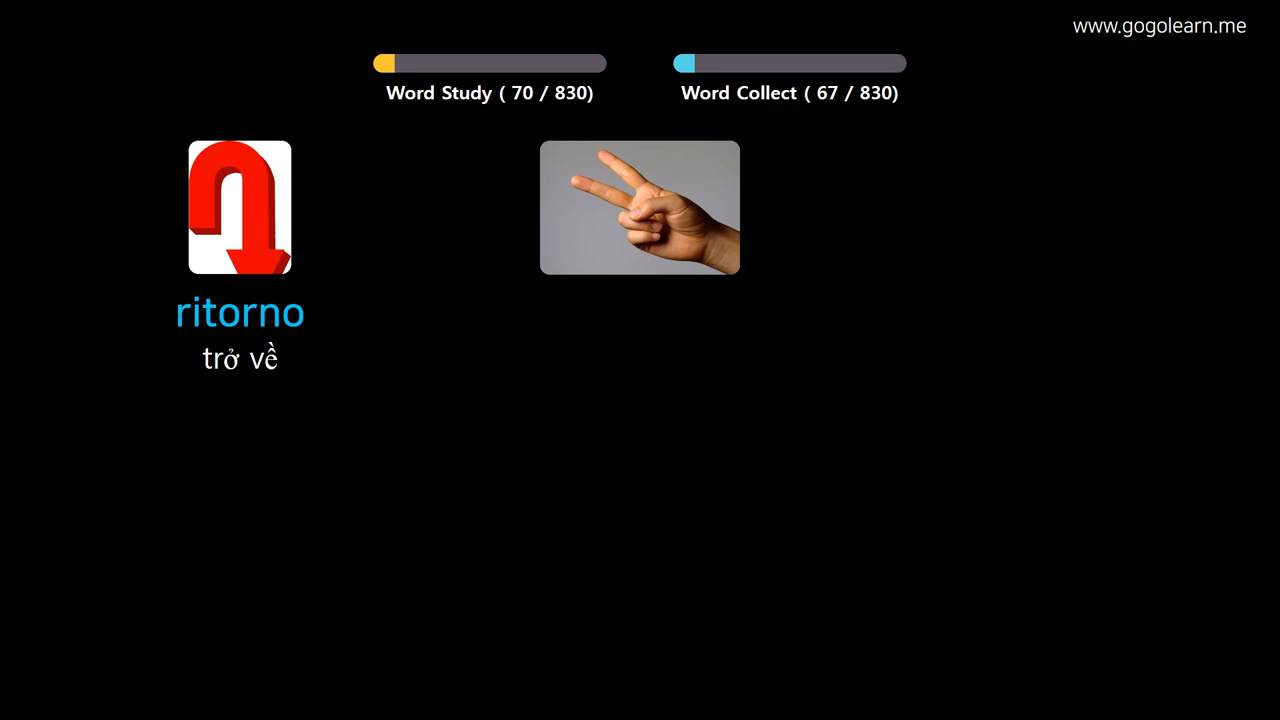 www.gogolearn.me
Word Study ( 70 / 830)
Word Collect ( 67 / 830)
ritorno
trở về